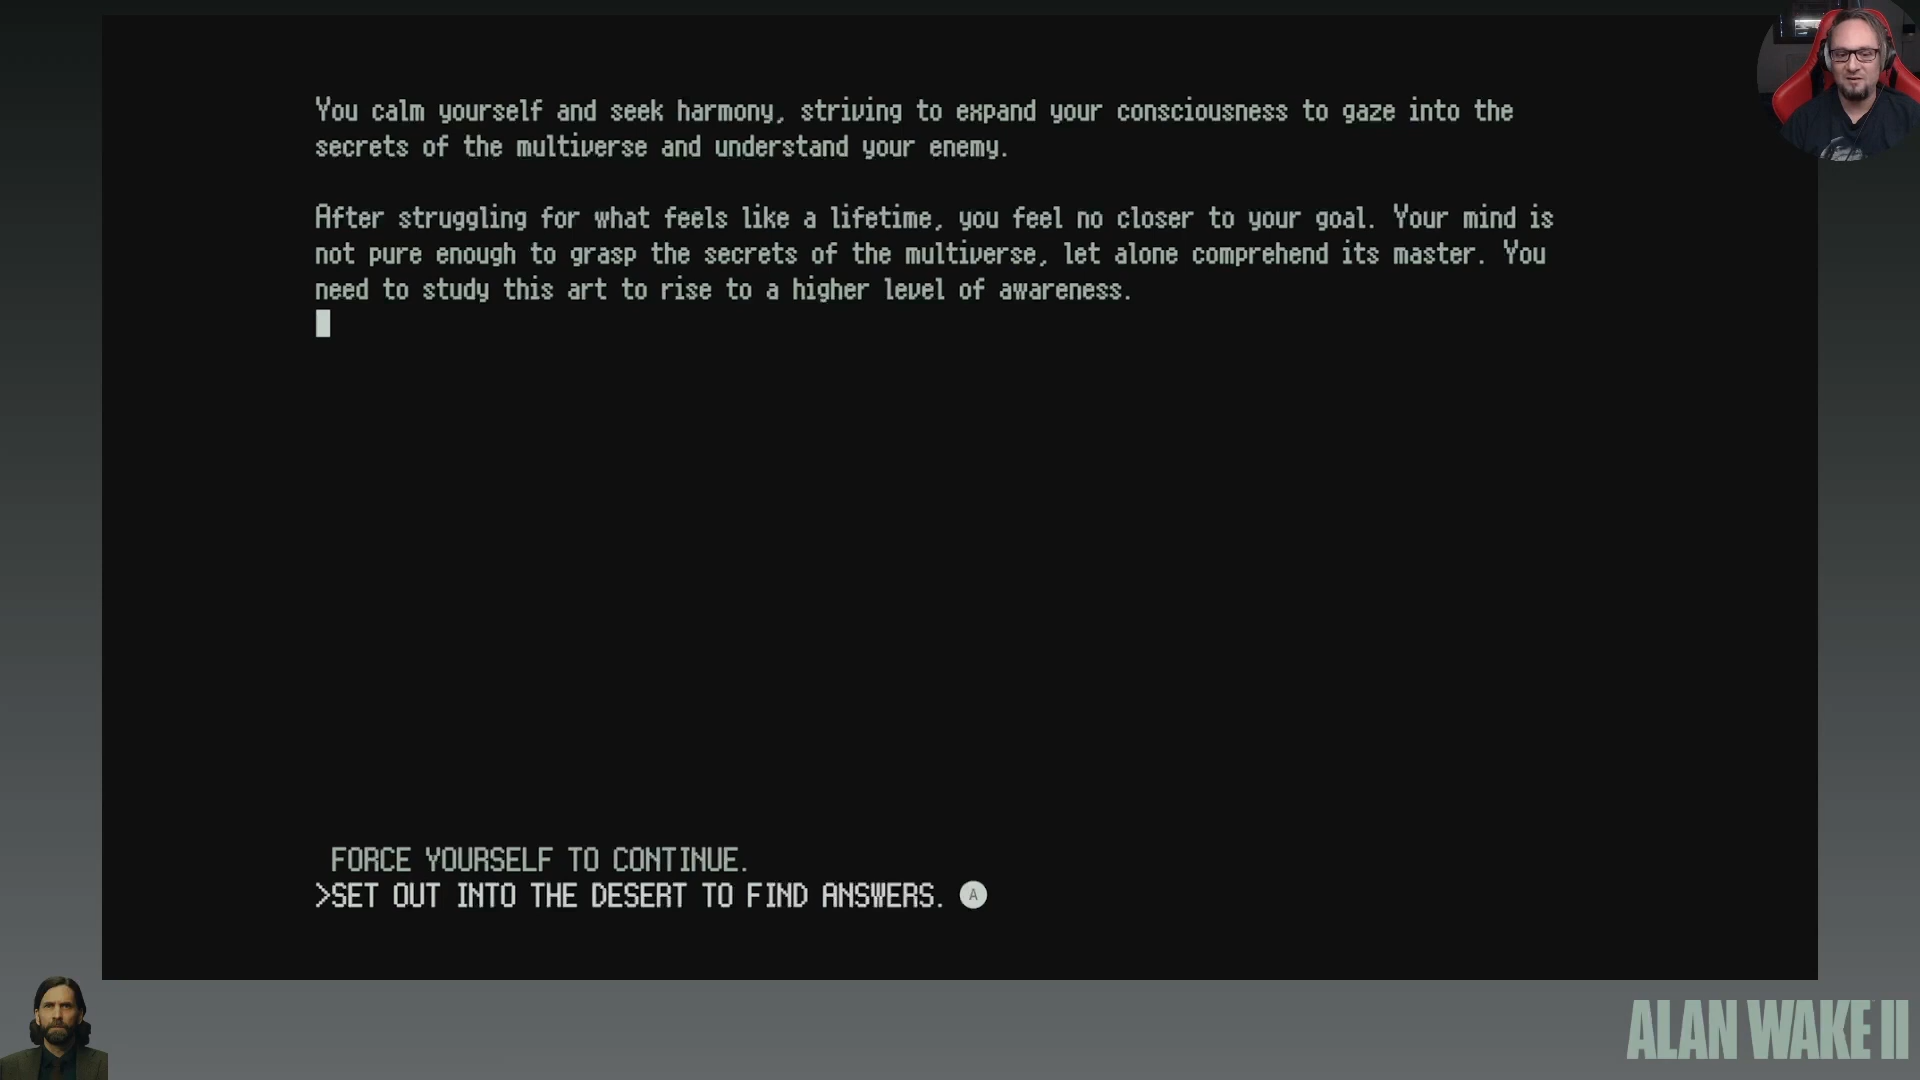 You calm yourself and seek harmony, striving to expand your consciousness to gaze into the
secrets of the multiverse and understand your enemy.
After struggling for what feels like a lifetime, you feel no closer to your goal. Your mind is
not pure enough to grasp the secrets of the multiverse, let alone comprehend its master. You
need to study this art to rise to a higher level of awareness.
FORCE YOURSELF TO CONTINUE.
>SET OUT INTO THE DESERT TO FIND ANSWERS. A
ALAN WAKE II